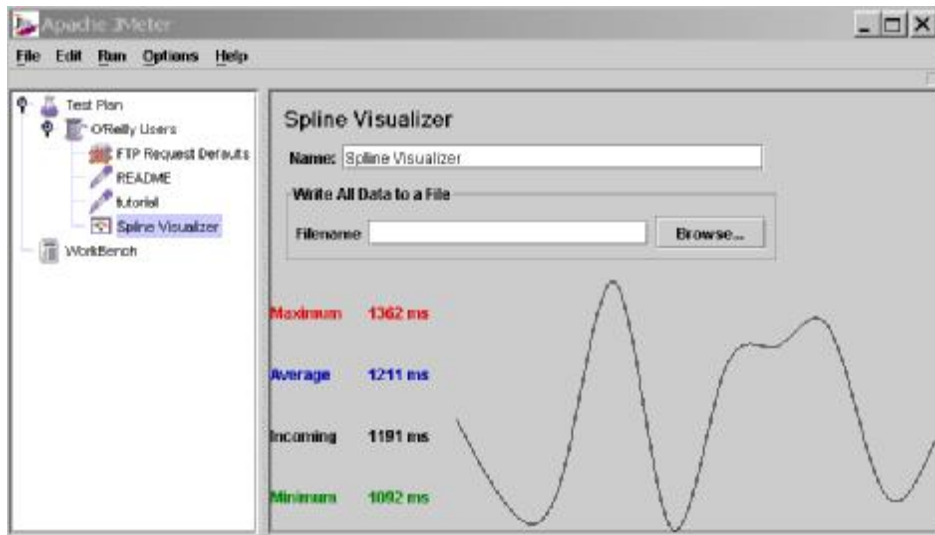 Apache JMeter
File Edit Run Options Help
Test Plan
O'Reilly Users
FTP Request Defaults
README
tutorial
Spline Visualizer
WorkBench
Spline Visualizer
Name: Spline Visualizer
Write All Data to a File
Filename Browse...
Maximum 1362 ms
Average 1211 ms
Incoming 1191 ms
Minimum 1092 ms